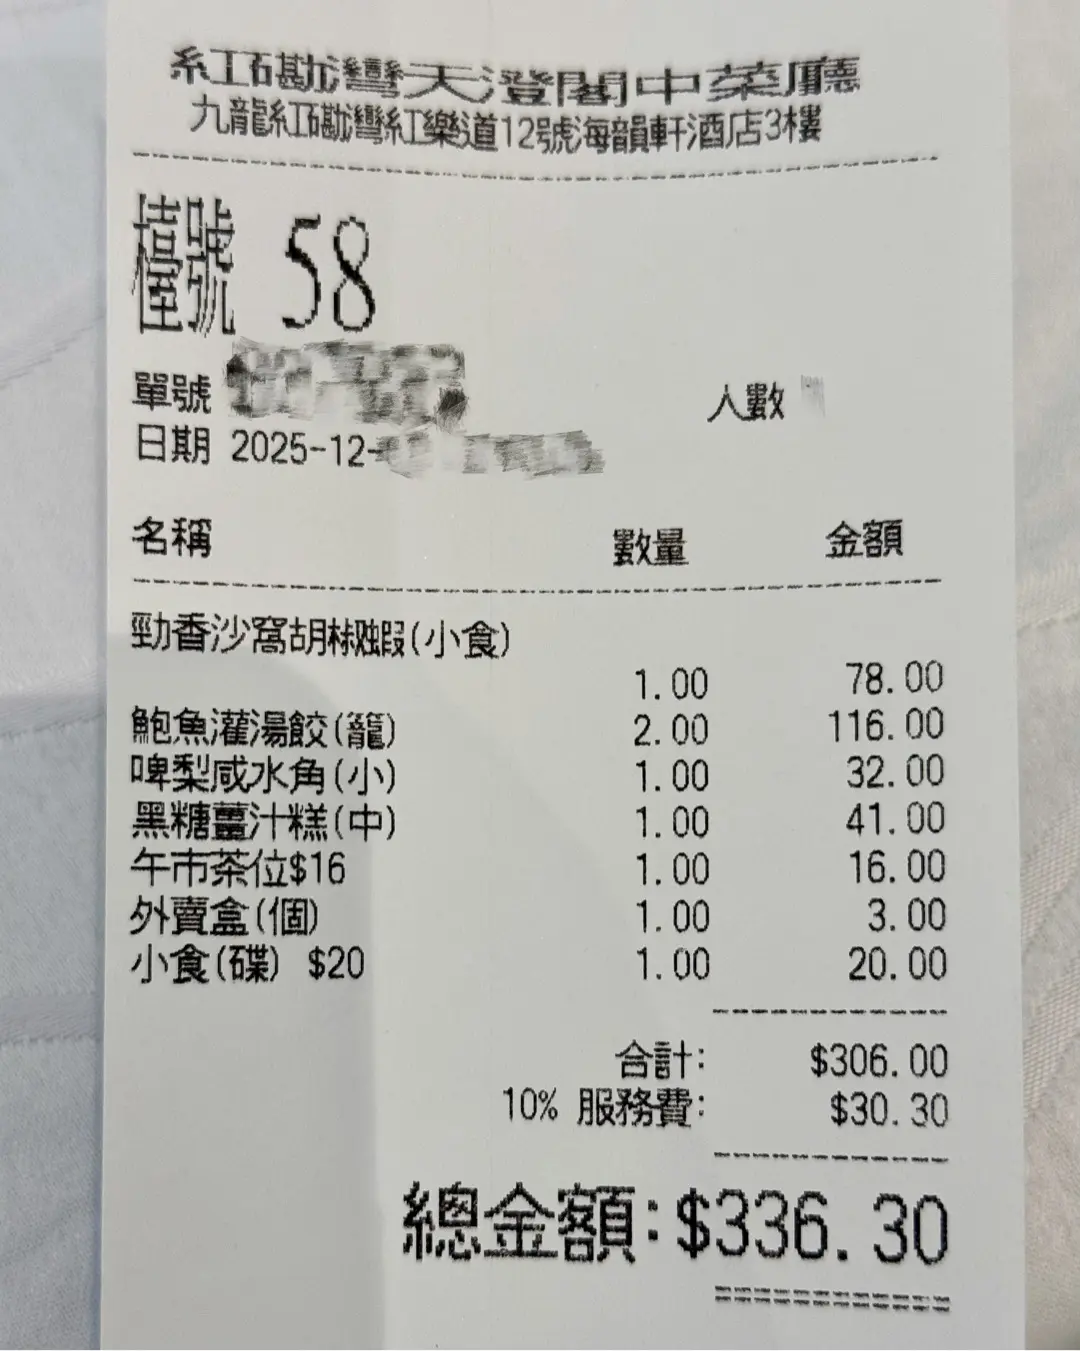 紅磡灣天澄閣中菜廳
九龍紅磡灣紅樂道12號海韻軒酒店3樓
檯號 58
單號 人數
日期 2025-12-
名稱 數量 金額
勁香沙窩胡椒焗蝦(小食)
1.00 78.00
鮑魚灌湯餃(籠) 2.00 116.00
啤梨咸水角(小) 1.00 32.00
黑糖薑汁糕(中) 1.00 41.00
午市茶位$16 1.00 16.00
外賣盒(個) 1.00 3.00
小食(碟) $20 1.00 20.00
合計: $306.00
10% 服務費: $30.30
總金額: $336.30